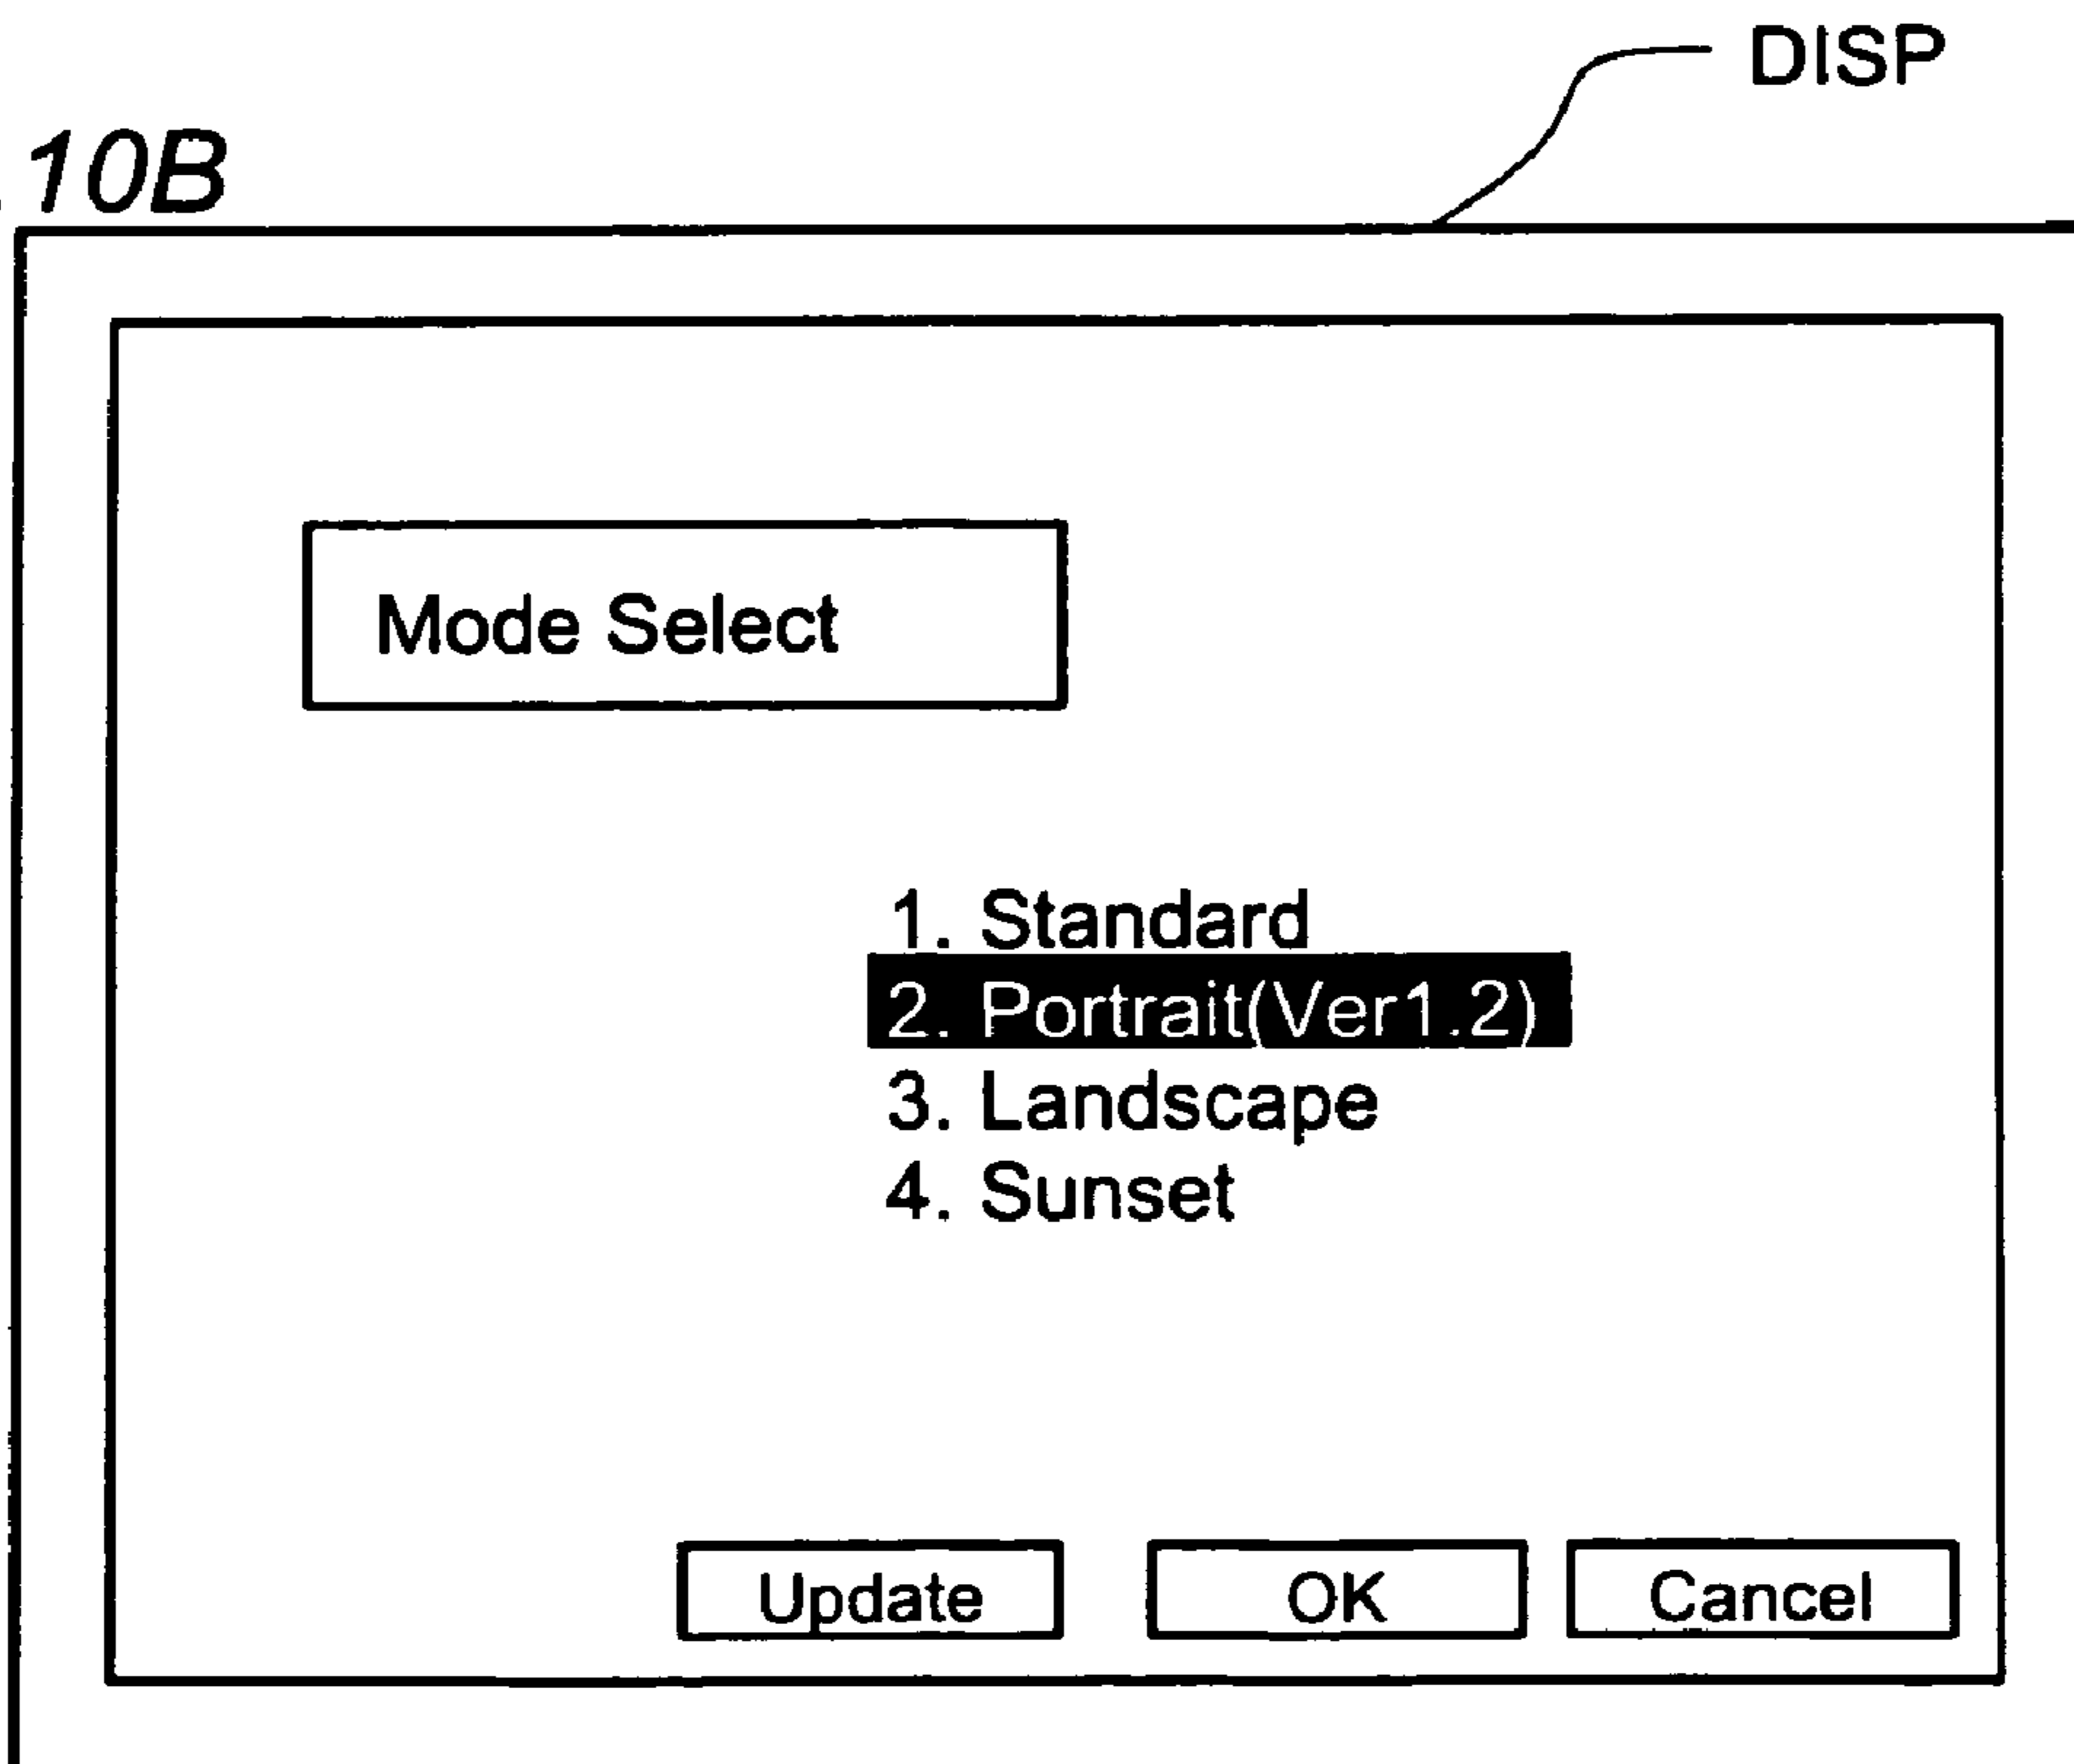 DISP
10B
Mode Select
1. Standard
2. Portrait(Ver1.2)
3. Landscape
4. Sunset
Update OK Cancel